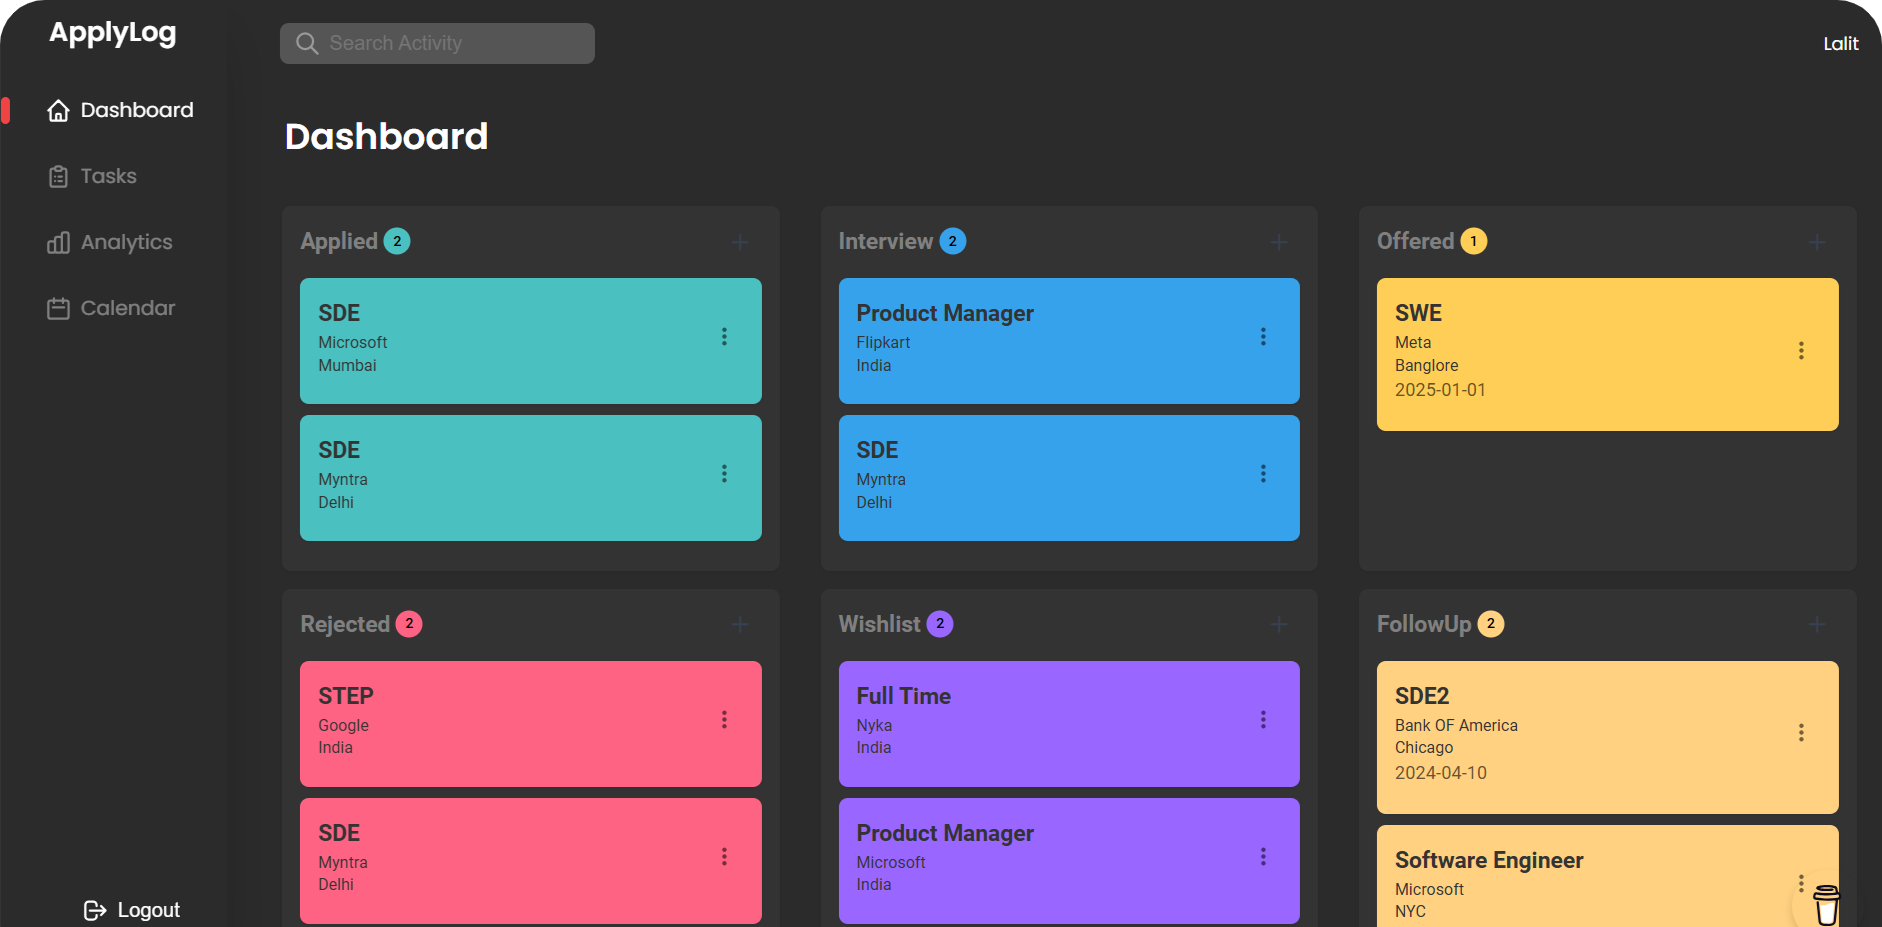 ApplyLog
Search Activity
Lalit
Dashboard
Tasks
Analytics
Calendar
Logout
Dashboard
Applied 2
SDE
Microsoft
Mumbai
SDE
Myntra
Delhi
Interview 2
Product Manager
Flipkart
India
SDE
Myntra
Delhi
Offered 1
SWE
Meta
Banglore
2025-01-01
Rejected 2
STEP
Google
India
SDE
Myntra
Delhi
Wishlist 2
Full Time
Nyka
India
Product Manager
Microsoft
India
FollowUp 2
SDE2
Bank OF America
Chicago
2024-04-10
Software Engineer
Microsoft
NYC